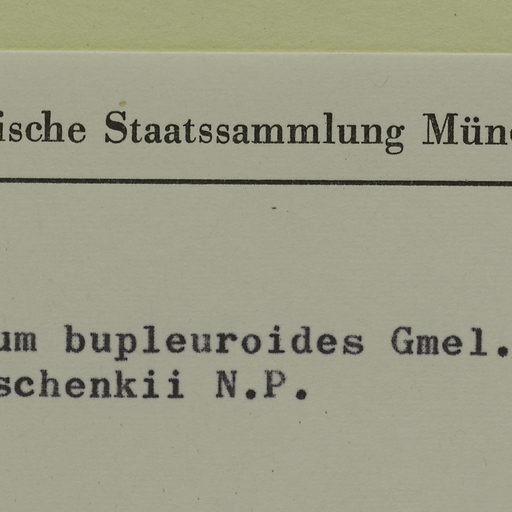 ische Staatssammlung Münc
um bupleuroides Gmel.
schenkii N.P.